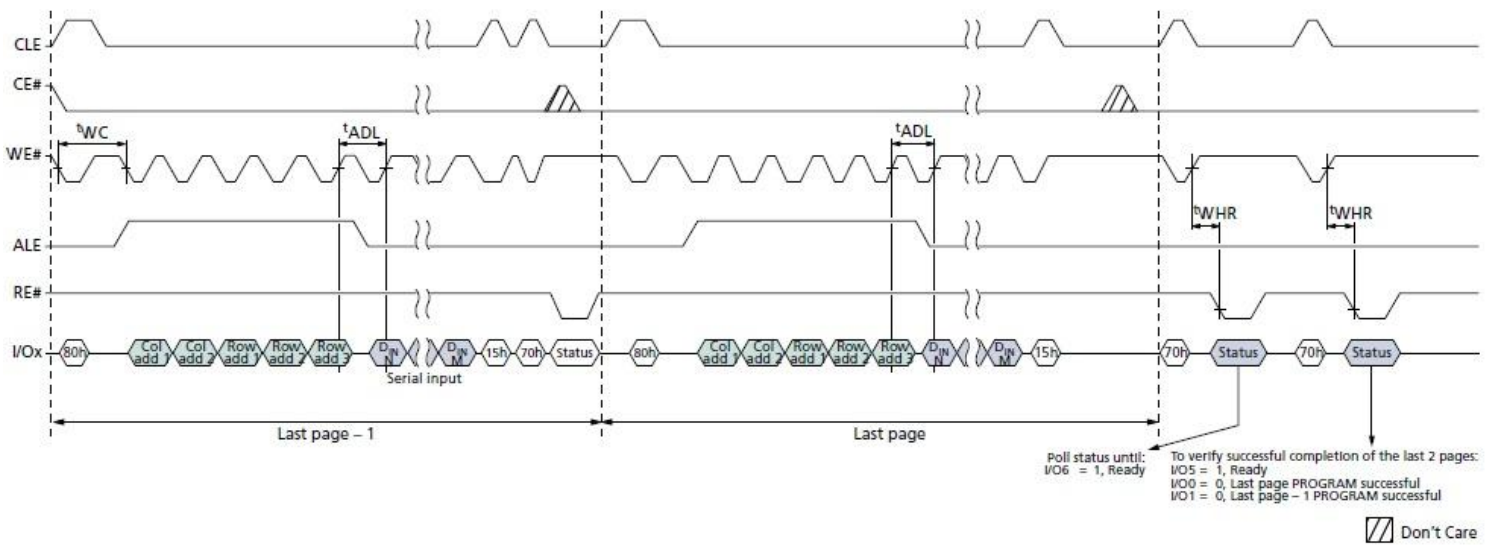 CLE
CE#
tWC
tADL
tADL
WE#
tWHR
tWHR
ALE
RE#
I/Ox
80h
Col add 1
Col add 2
Row add 1
Row add 2
Row add 3
DIN N
DIN M
15h
70h
Status
80h
Col add 1
Col add 2
Row add 1
Row add 2
Row add 3
DIN N
DIN M
15h
70h
Status
70h
Status
Serial input
Last page – 1
Last page
Poll status until:
I/O6 = 1, Ready
To verify successful completion of the last 2 pages:
I/O5 = 1, Ready
I/O0 = 0, Last page PROGRAM successful
I/O1 = 0, Last page – 1 PROGRAM successful
Don't Care